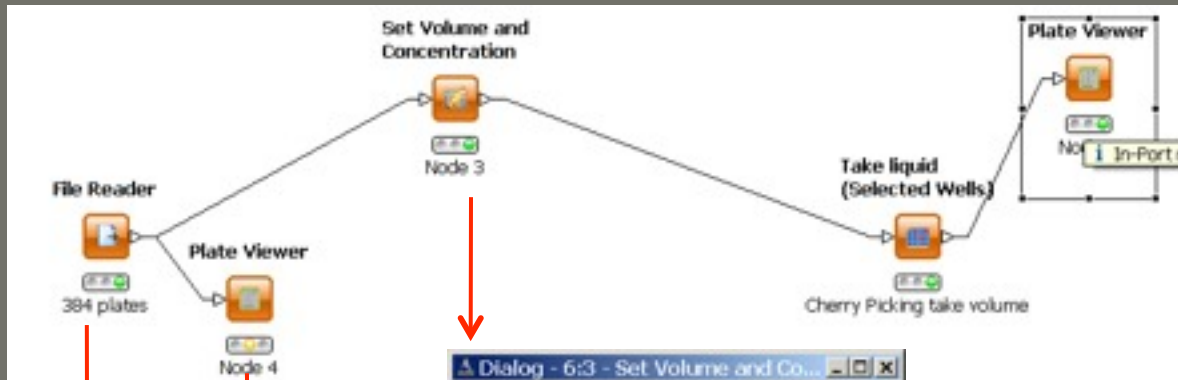 Set Volume and
Concentration
Node 3
File Reader
384 plates
Plate Viewer
Node 4
Take liquid
(Selected Wells)
Cherry Picking take volume
Plate Viewer
i In-Port
Dialog - 6:3 - Set Volume and Co...